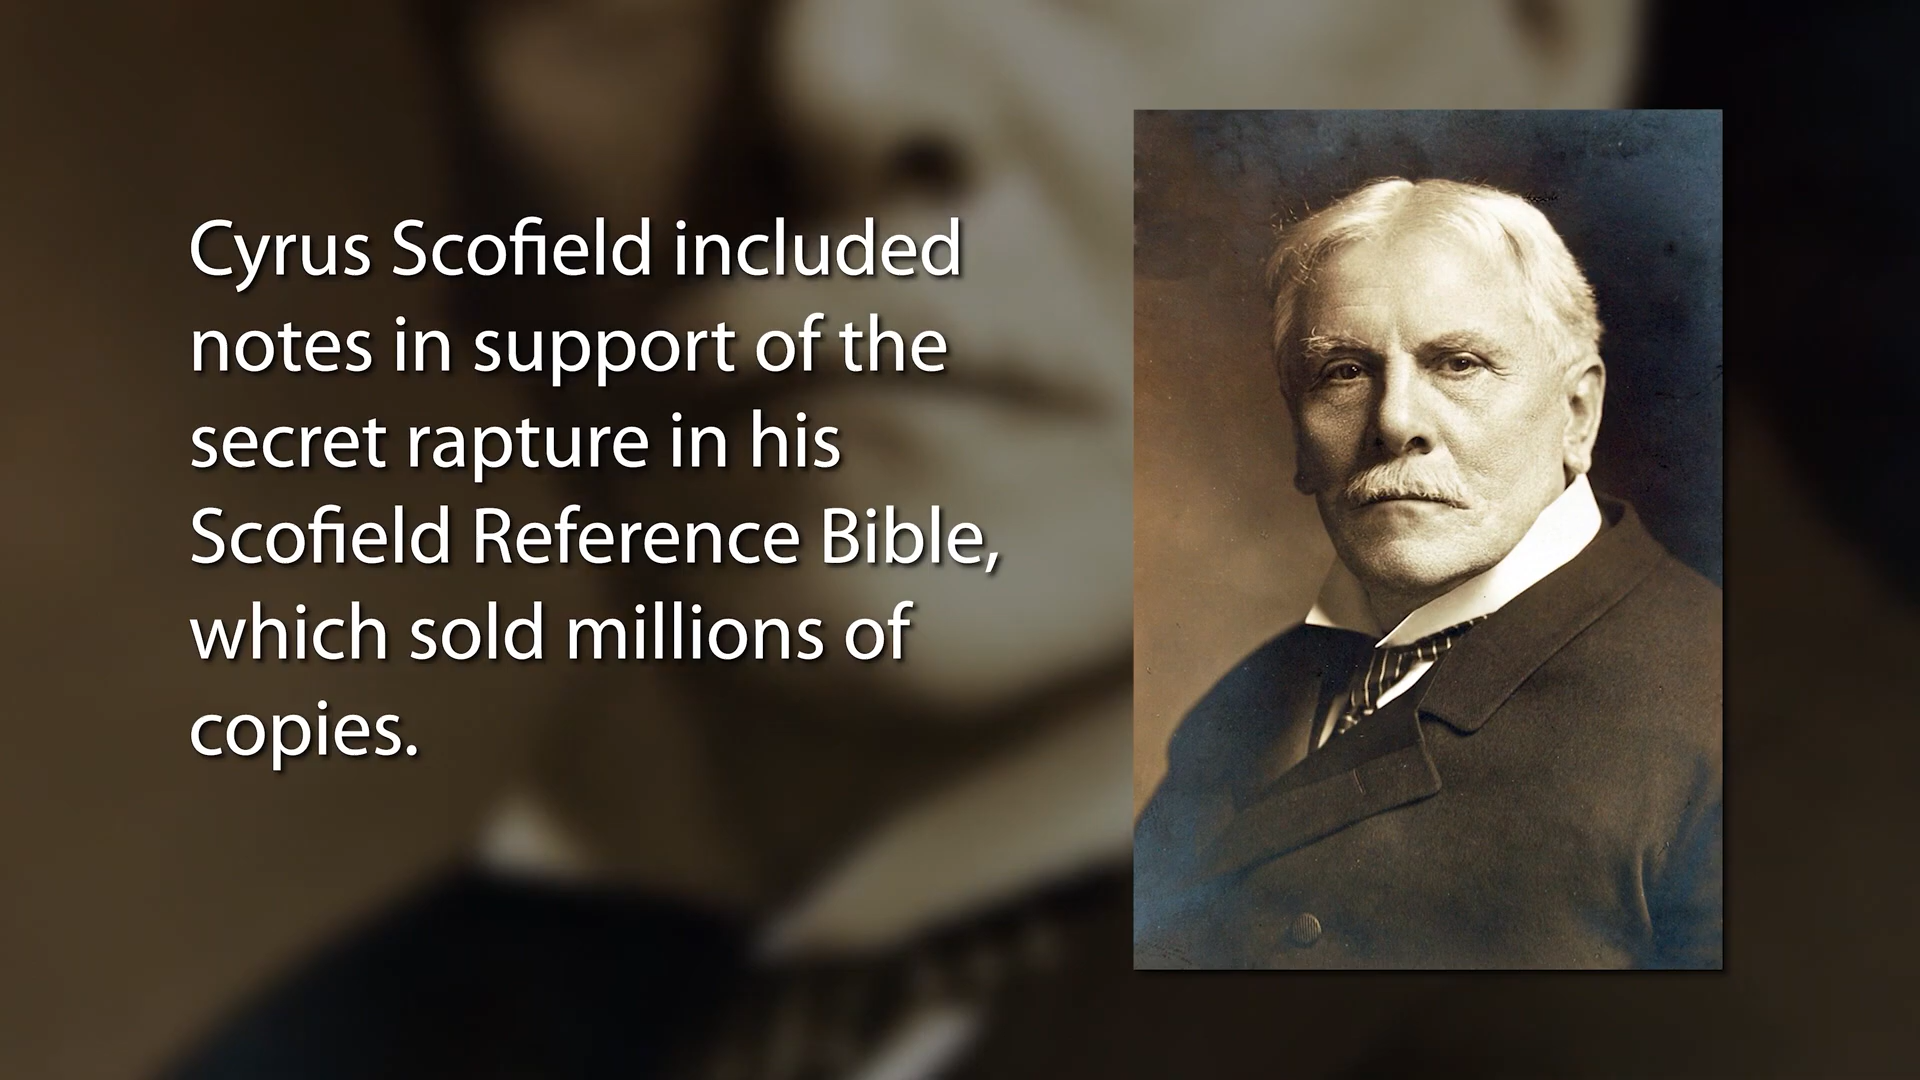 Cyrus Scofield included
notes in support of the
secret rapture in his
Scofield Reference Bible,
which sold millions of
copies.